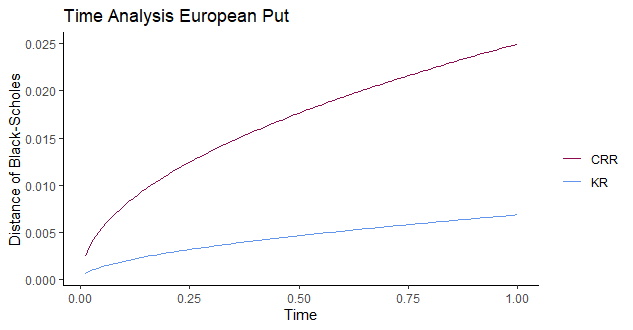 Time Analysis European Put
Distance of Black-Scholes
0.025
0.020
0.015
0.010
0.005
0.000
0.00 0.25 0.50 0.75 1.00
Time
CRR
KR